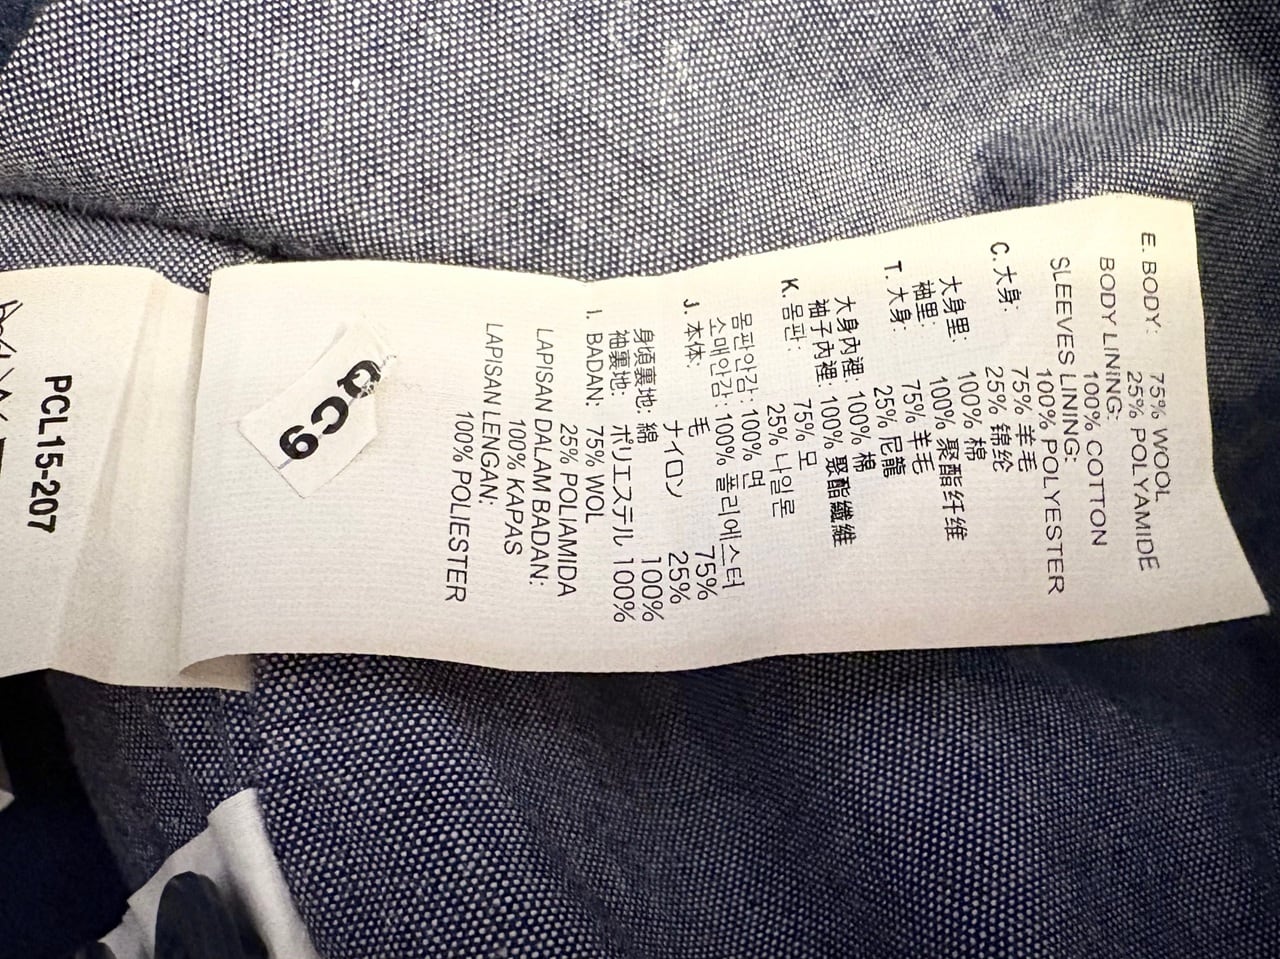 E. BODY: 75% WOOL
25% POLYAMIDE
BODY LINING:
100% COTTON
SLEEVES LINING:
100% POLYESTER
C. 大身: 75% 羊毛
25% 锦纶
大身里: 100% 棉
袖里: 100% 聚酯纤维
T. 大身: 75% 羊毛
25% 尼龍
大身內裡: 100% 棉
袖子內裡: 100% 聚酯纖維
K. 몸판: 75% 모
25% 나일론
몸판안감: 100% 면
소매안감: 100% 폴리에스터
J. 本体: 毛 75%
ナイロン 25%
身頃裏地: 綿 100%
袖裏地: ポリエステル 100%
I. BADAN: 75% WOL
25% POLIAMIDA
LAPISAN DALAM BADAN:
100% KAPAS
LAPISAN LENGAN:
100% POLIESTER
QC9
PCL15-207